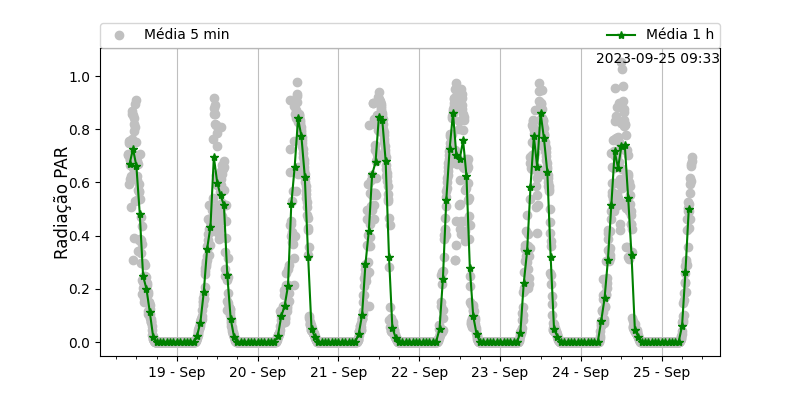 Média 5 min
Média 1 h
2023-09-25 09:33
Radiação PAR
1.0
0.8
0.6
0.4
0.2
0.0
19 - Sep
20 - Sep
21 - Sep
22 - Sep
23 - Sep
24 - Sep
25 - Sep